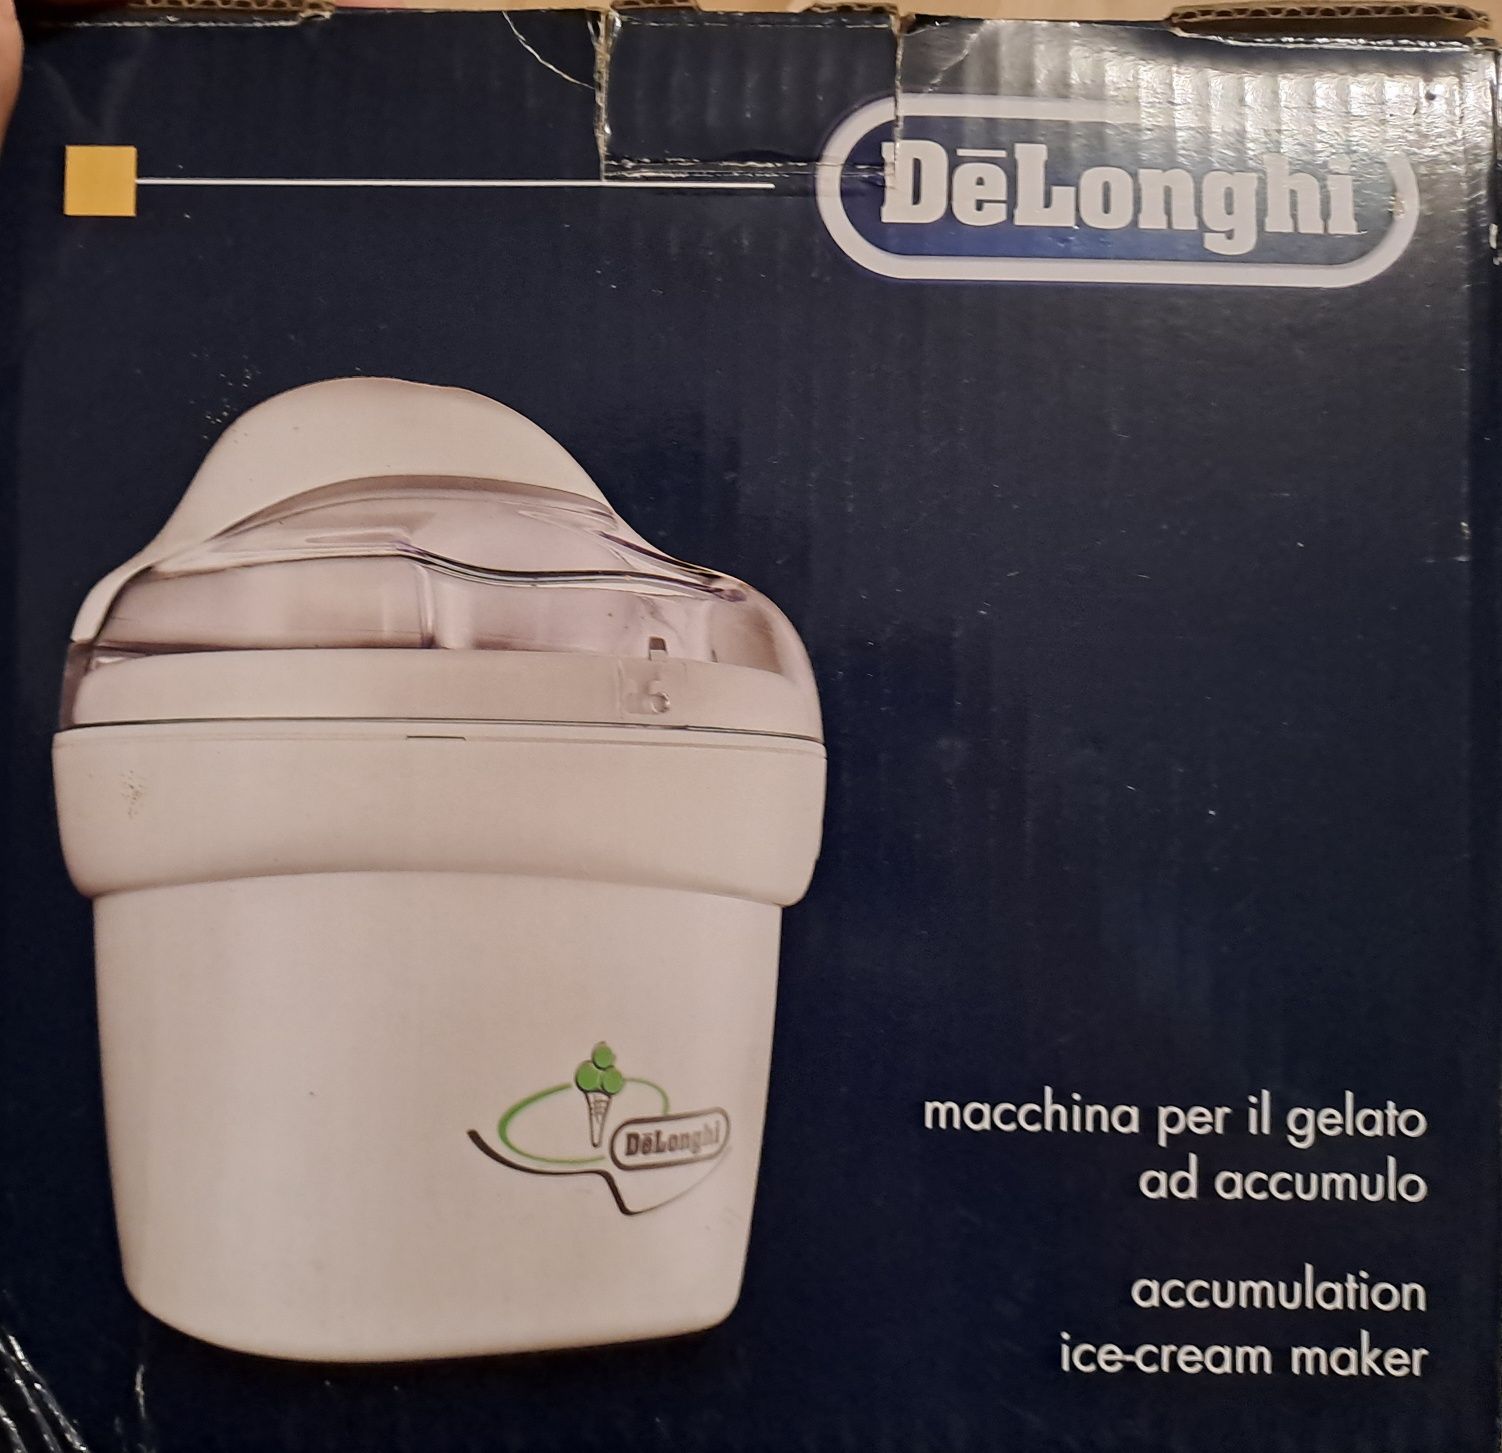 DēLonghi
DēLonghi
macchina per il gelato
ad accumulo
accumulation
ice-cream maker